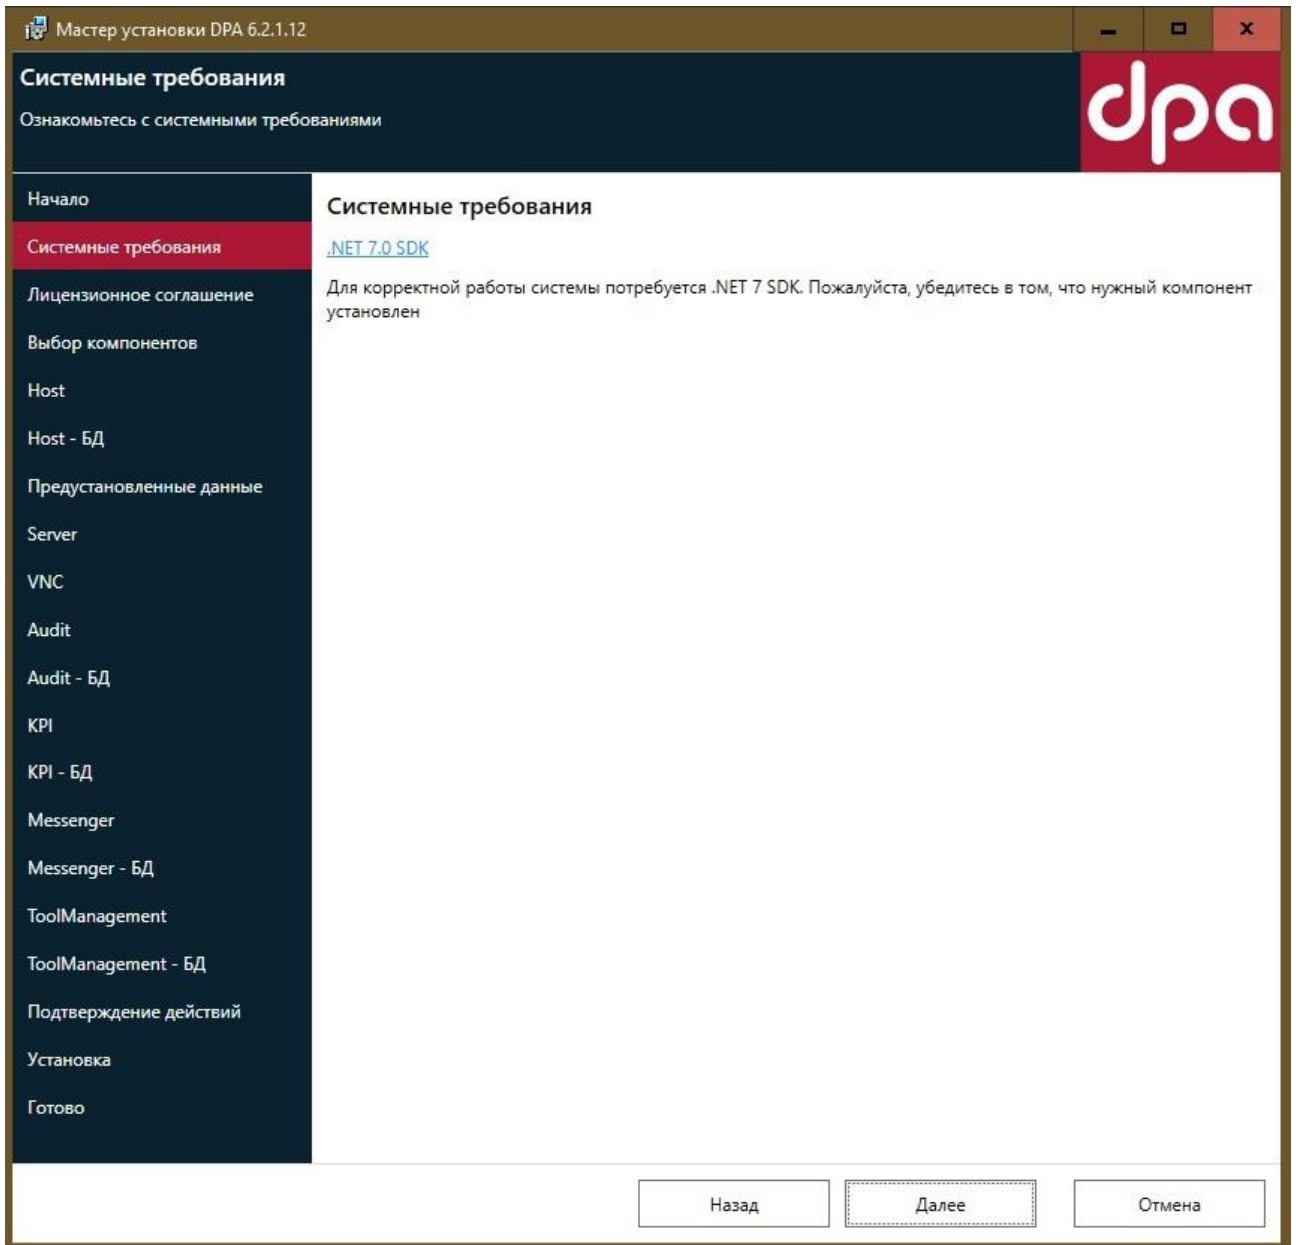 Мастер установки DPA 6.2.1.12
Системные требования
Ознакомьтесь с системными требованиями
dpa
Начало
Системные требования
Лицензионное соглашение
Выбор компонентов
Host
Host - БД
Предустановленные данные
Server
VNC
Audit
Audit - БД
KPI
KPI - БД
Messenger
Messenger - БД
ToolManagement
ToolManagement - БД
Подтверждение действий
Установка
Готово
Системные требования
.NET 7.0 SDK
Для корректной работы системы потребуется .NET 7 SDK. Пожалуйста, убедитесь в том, что нужный компонент
установлен
Назад
Далее
Отмена